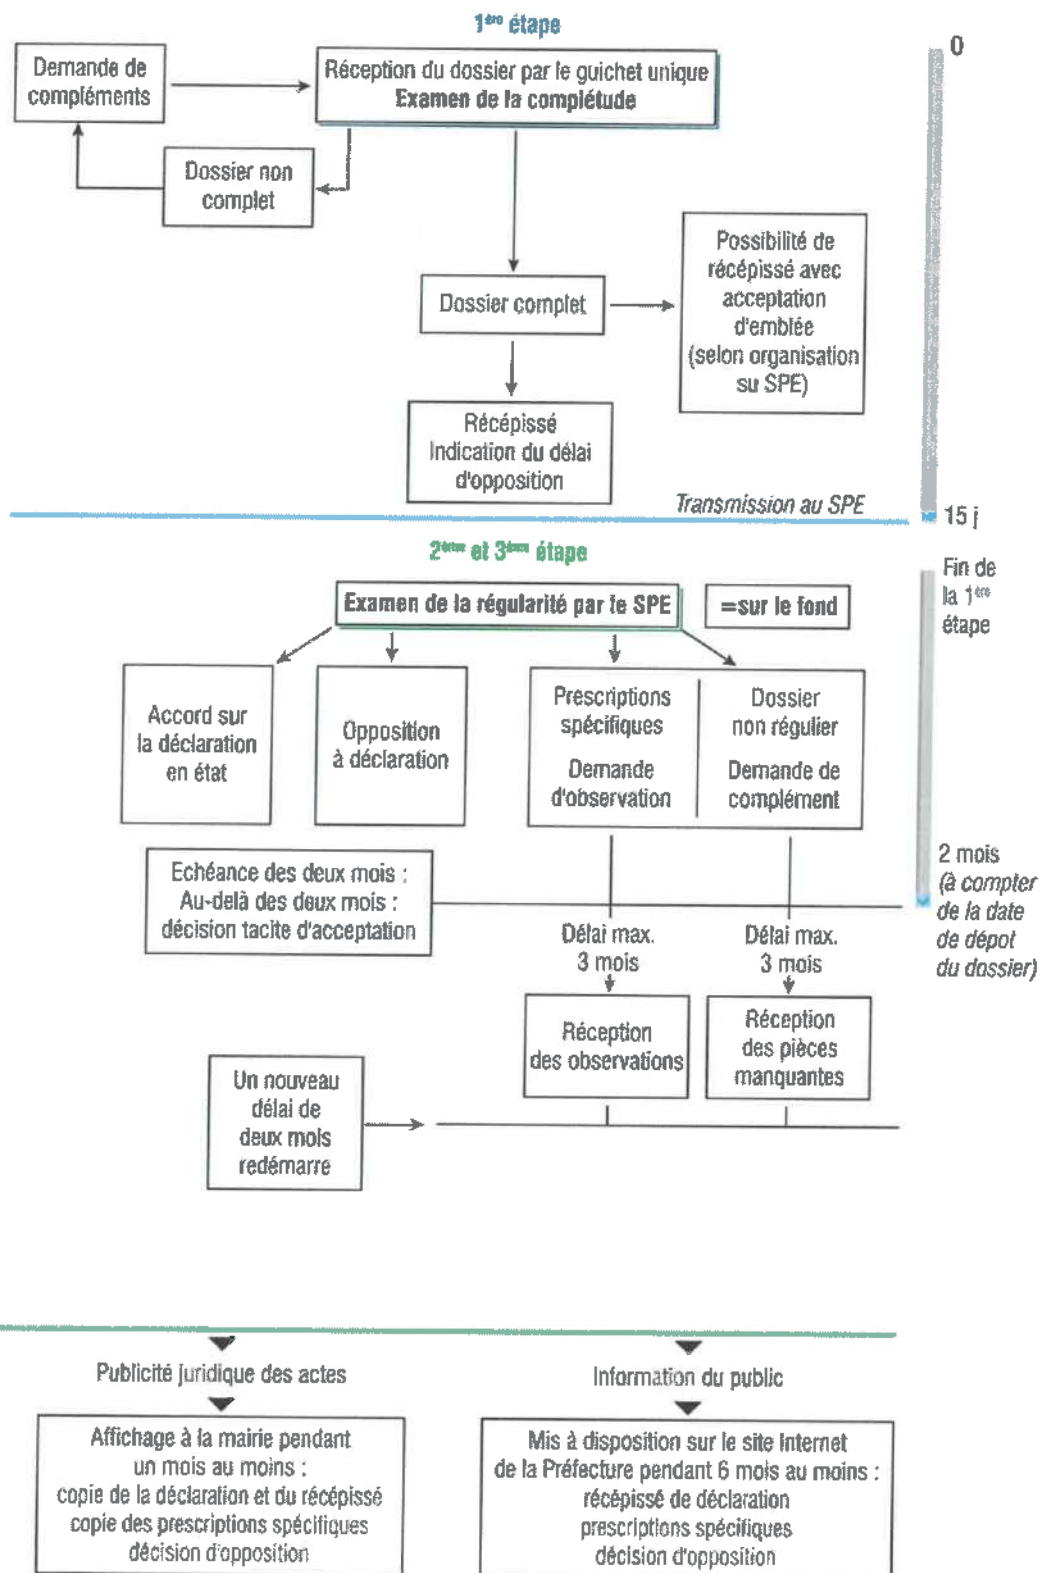 1ère étape
0
Demande de
compléments
Réception du dossier par le guichet unique
Examen de la complétude
Dossier non
complet
Possibilité de
récépissé avec
acceptation
d'emblée
(selon organisation
su SPE)
Dossier complet
Récépissé
Indication du délai
d'opposition
Transmission au SPE
15 j
2ème et 3ème étape
Fin de
la 1ère
étape
Examen de la régularité par le SPE
=sur le fond
Accord sur
la déclaration
en état
Opposition
à déclaration
Prescriptions
spécifiques
Demande
d'observation
Dossier
non régulier
Demande de
complément
Echéance des deux mois :
Au-delà des deux mois :
décision tacite d'acceptation
2 mois
(à compter
de la date
de dépot
du dossier)
Délai max.
3 mois
Délai max.
3 mois
Réception
des observations
Réception
des pièces
manquantes
Un nouveau
délai de
deux mois
redémarre
Publicité juridique des actes
Information du public
Affichage à la mairie pendant
un mois au moins :
copie de la déclaration et du récépissé
copie des prescriptions spécifiques
décision d'opposition
Mis à disposition sur le site Internet
de la Préfecture pendant 6 mois au moins :
récépissé de déclaration
prescriptions spécifiques
décision d'opposition